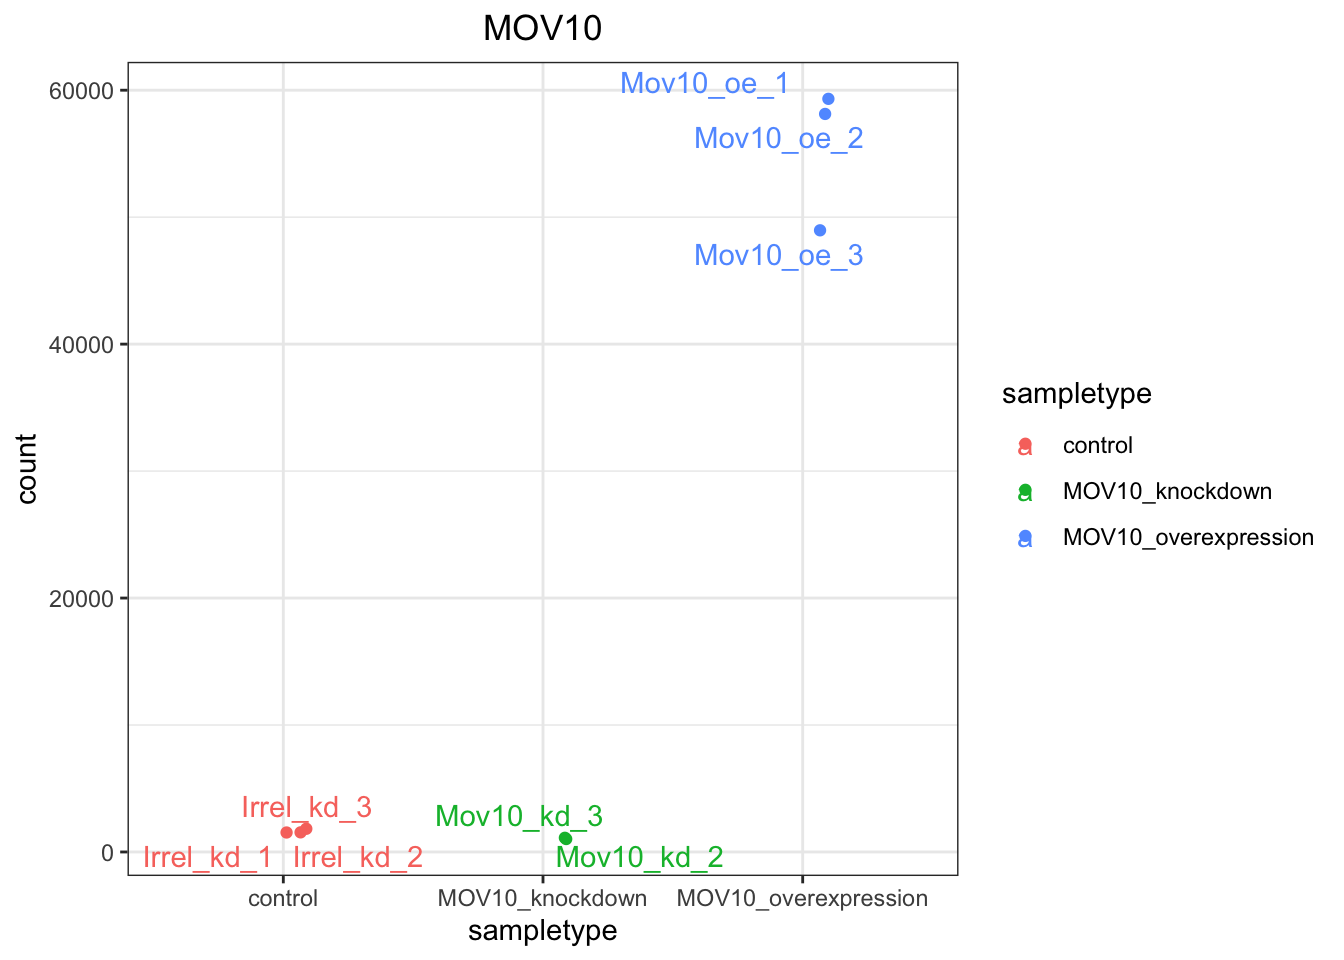 MOV10
60000
40000
20000
0
count
Mov10_oe_1
Mov10_oe_2
Mov10_oe_3
Irrel_kd_3
Irrel_kd_1 Irrel_kd_2
Mov10_kd_3
Mov10_kd_2
control MOV10_knockdown MOV10_overexpression
sampletype
sampletype
a control
a MOV10_knockdown
a MOV10_overexpression